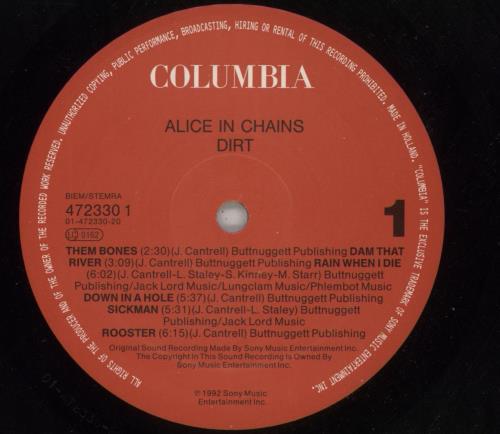 ALL RIGHTS OF THE PRODUCER AND OF THE OWNER OF THE RECORDED WORK RESERVED. UNAUTHORIZED COPYING, PUBLIC PERFORMANCE, BROADCASTING, HIRING OR RENTAL OF THIS RECORDING PROHIBITED. MADE IN HOLLAND. "COLUMBIA" IS THE EXCLUSIVE TRADEMARK OF SONY MUSIC ENTERTAINMENT INC.
COLUMBIA
ALICE IN CHAINS
DIRT
BIEM/STEMRA
472330 1
01-472330-20
LC 0162
1
THEM BONES (2:30)(J. Cantrell) Buttnuggett Publishing DAM THAT
RIVER (3:09)(J. Cantrell) Buttnuggett Publishing RAIN WHEN I DIE
(6:02)(J. Cantrell-L. Staley-S. Kinney-M. Starr) Buttnuggett
Publishing/Jack Lord Music/Lungclam Music/Phlembot Music
DOWN IN A HOLE (5:37)(J. Cantrell) Buttnuggett Publishing
SICKMAN (5:31)(J. Cantrell-L. Staley) Buttnuggett
Publishing/Jack Lord Music
ROOSTER (6:15)(J. Cantrell) Buttnuggett Publishing
Original Sound Recording Made By Sony Music Entertainment Inc.
The Copyright In This Sound Recording Is Owned By
Sony Music Entertainment Inc.
℗ 1992 Sony Music
Entertainment Inc.